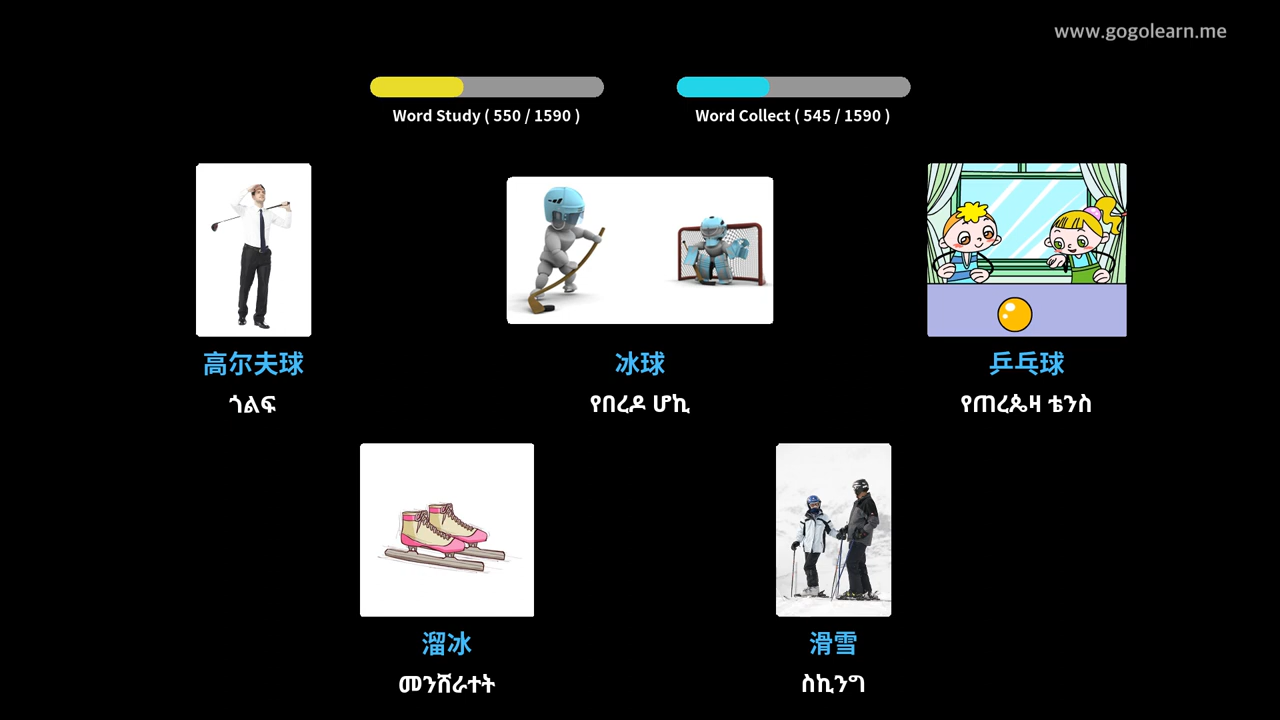 www.gogolearn.me
Word Study ( 550 / 1590 )
Word Collect ( 545 / 1590 )
高尔夫球
冰球
乒乓球
ጎልፍ
የበረዶ ሆኪ
የጠረጴዛ ቴንስ
溜冰
滑雪
መንሸራተት
ስኪንግ